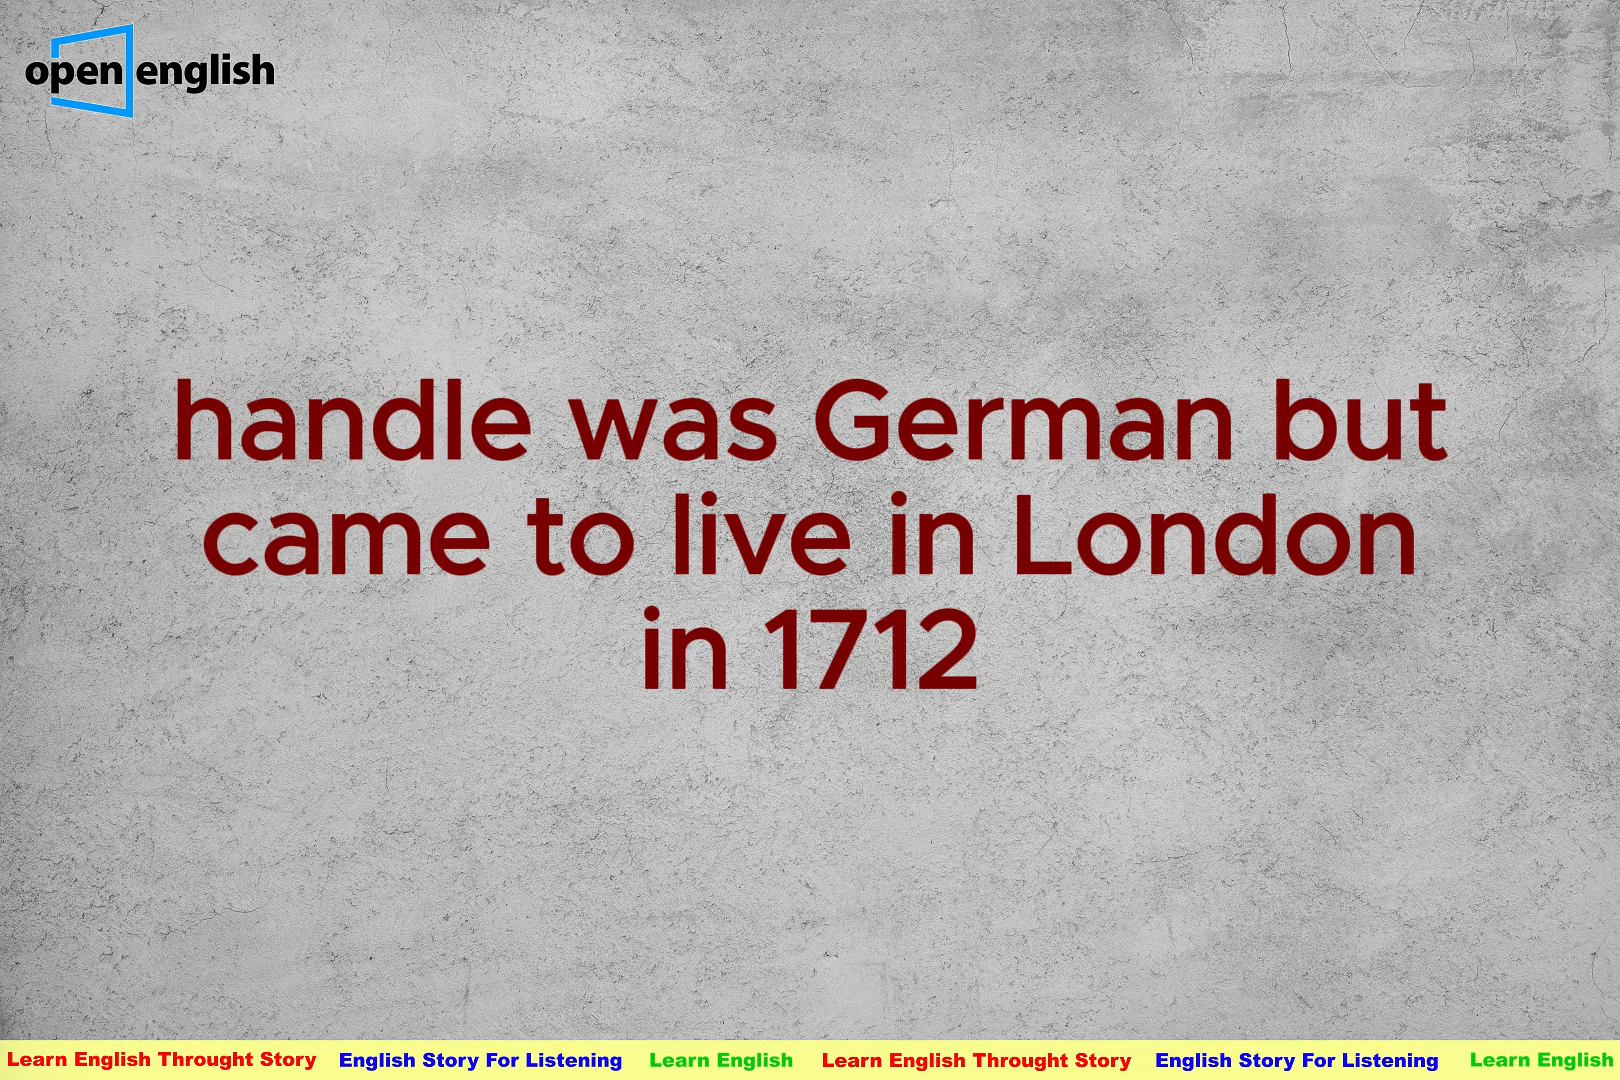 open english
handle was German but
came to live in London
in 1712
Learn English Throught Story English Story For Listening Learn English Learn English Throught Story English Story For Listening Learn English